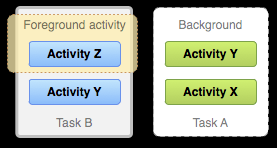 Foreground activity
Activity Z
Activity Y
Task B
Background
Activity Y
Activity X
Task A